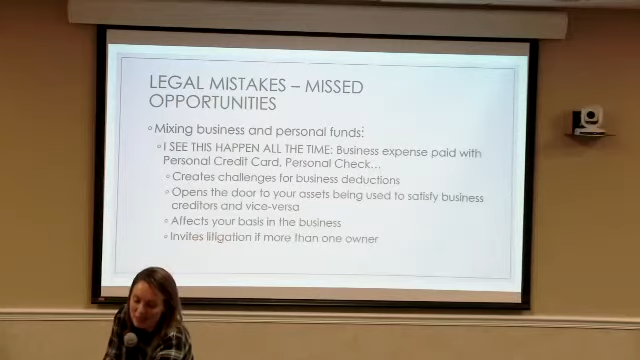 LEGAL MISTAKES – MISSED
OPPORTUNITIES
Mixing business and personal funds:
I SEE THIS HAPPEN ALL THE TIME: Business expense paid with
Personal Credit Card, Personal Check…
Creates challenges for business deductions
Opens the door to your assets being used to satisfy business
creditors and vice-versa
Affects your basis in the business
Invites litigation if more than one owner